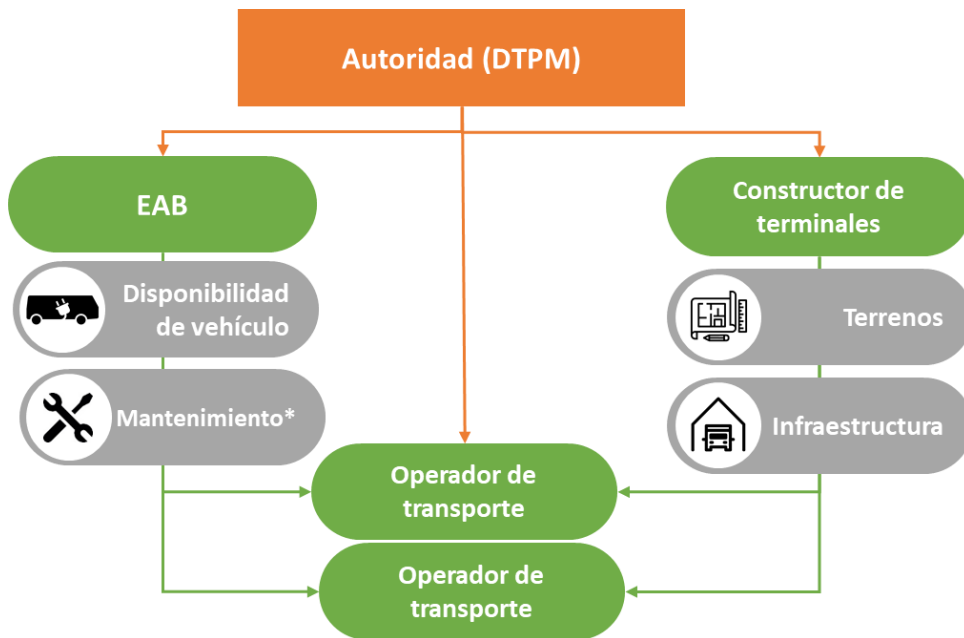 Autoridad (DTPM)
EAB
Disponibilidad
de vehículo
Mantenimiento*
Constructor de
terminales
Terrenos
Infraestructura
Operador de
transporte
Operador de
transporte